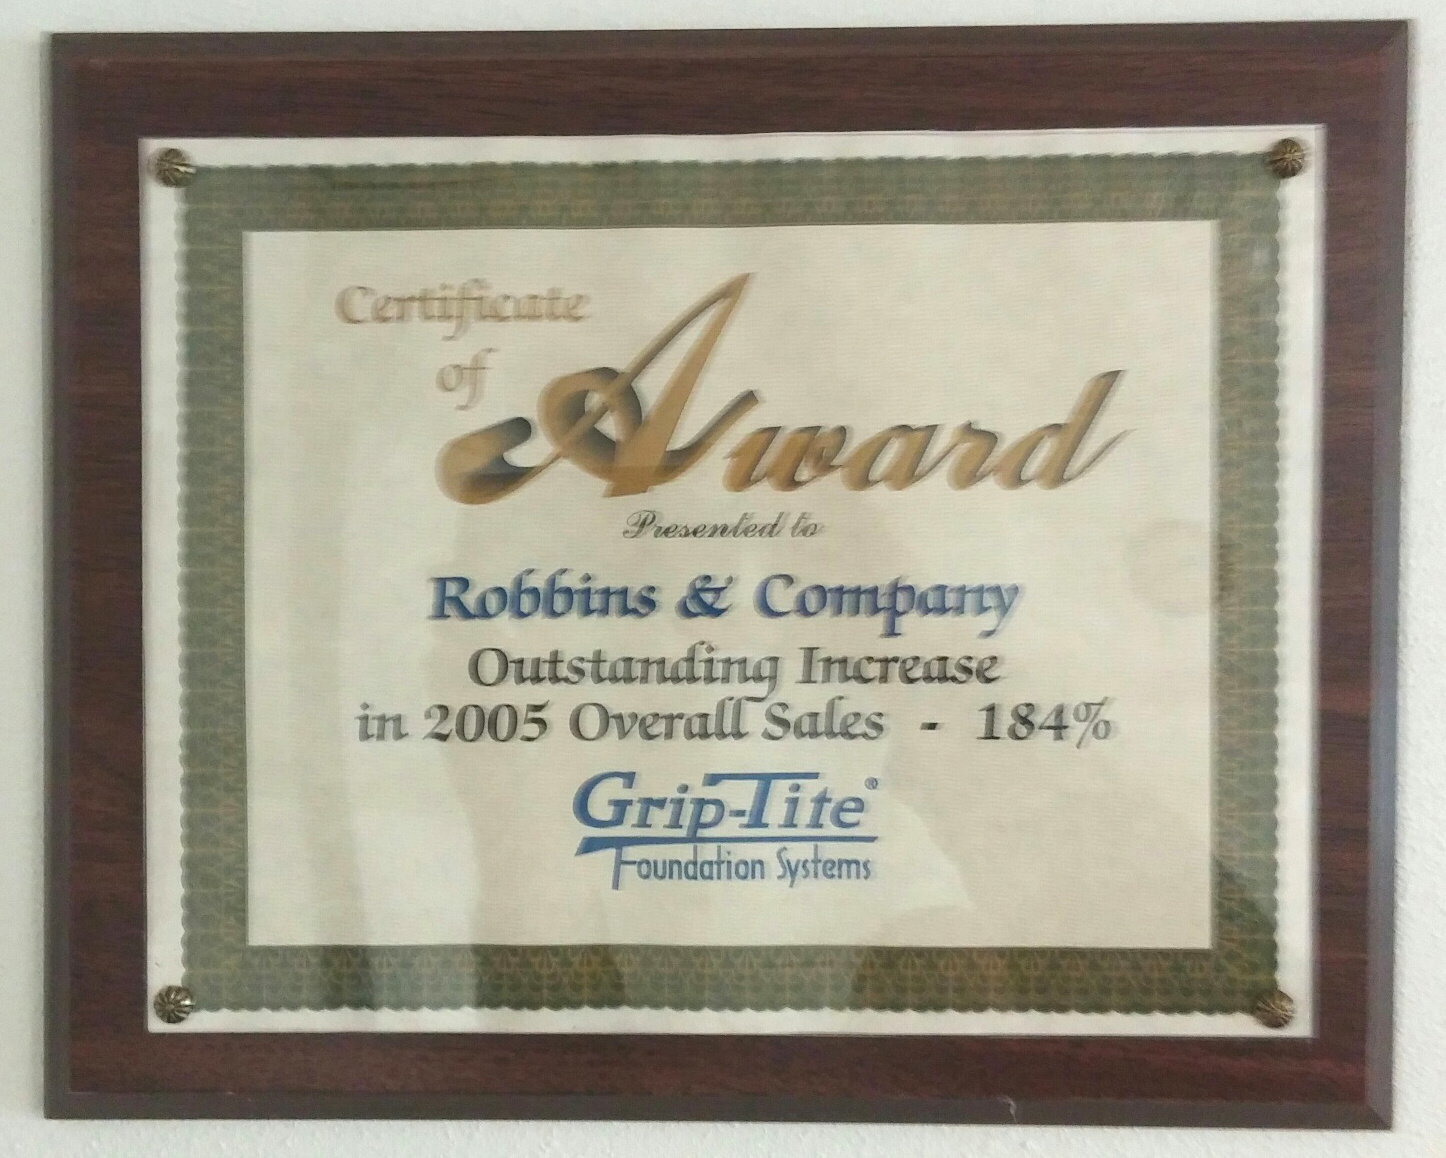 Certificate
of
Award
Presented to
Robbins & Company
Outstanding Increase
in 2005 Overall Sales - 184%
Grip-Tite®
Foundation Systems